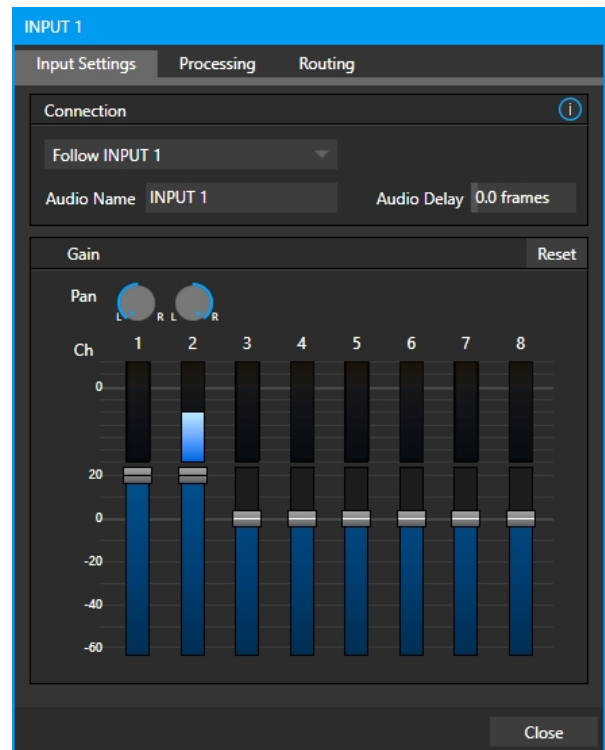 INPUT 1
Input Settings Processing Routing
Connection i
Follow INPUT 1
Audio Name INPUT 1 Audio Delay 0.0 frames
Gain Reset
Pan L R L R
Ch 1 2 3 4 5 6 7 8
0
20
0
-20
-40
-60
Close